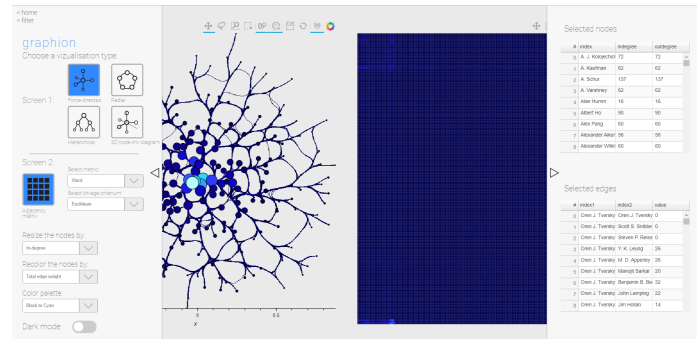 < home
< filter
graphion
Choose a vizualisation type
Screen 1:
Force-directed
Radial
Hierarchical
3D node-link diagram
Screen 2:
Adjacency matrix
Select metric
Ward
Select linkage criterium
Euclidean
Resize the nodes by:
In-degree
Recolor the nodes by:
Total edge weight
Color palette:
Black to Cyan
Dark mode:
0
0.5
x
Selected nodes
# index indegree outdegree
0 A. J. 72 72
1 A. Kaufman 62 62
2 A. Schur 137 137
3 A. Varshney 62 62
4 Alan Humm 16 16
5 Albert Ho 90 90
6 Alex Pang 60 60
7 Alexander Aiken 56 56
8 Alexander 60 60
Selected edges
# index1 index2 value
0 Oren J. Tversky Oren J. Tversky 0
1 Oren J. Tversky Scott S. Snibbe 0
2 Oren J. Tversky Steven P. Reiss 0
3 Oren J. Tversky Y. K. Leung 26
4 Oren J. Tversky M. D. Apperley 26
5 Oren J. Tversky Manojit Sarkar 20
6 Oren J. Tversky Benjamin B. Be 32
7 Oren J. Tversky John Lamping 22
8 Oren J. Tversky Jim Hollan 14